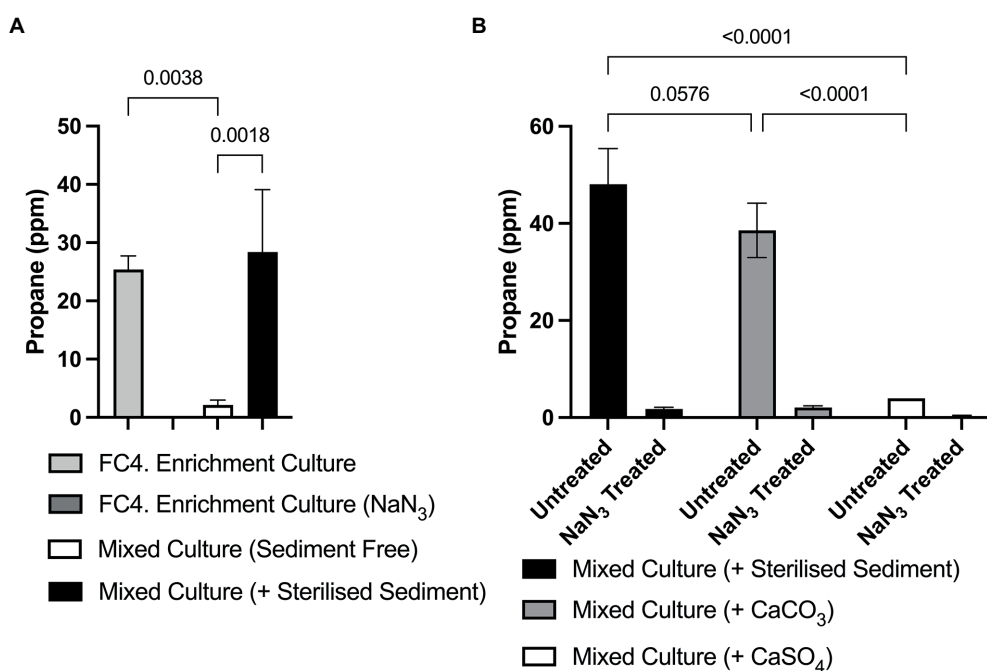 A
0.0038
0.0018
Propane (ppm)
50
40
30
20
10
0
FC4. Enrichment Culture
FC4. Enrichment Culture (NaN₃)
Mixed Culture (Sediment Free)
Mixed Culture (+ Sterilised Sediment)
B
<0.0001
0.0576
<0.0001
Propane (ppm)
60
40
20
0
Untreated
NaN₃ Treated
Untreated
NaN₃ Treated
Untreated
NaN₃ Treated
Mixed Culture (+ Sterilised Sediment)
Mixed Culture (+ CaCO₃)
Mixed Culture (+ CaSO₄)